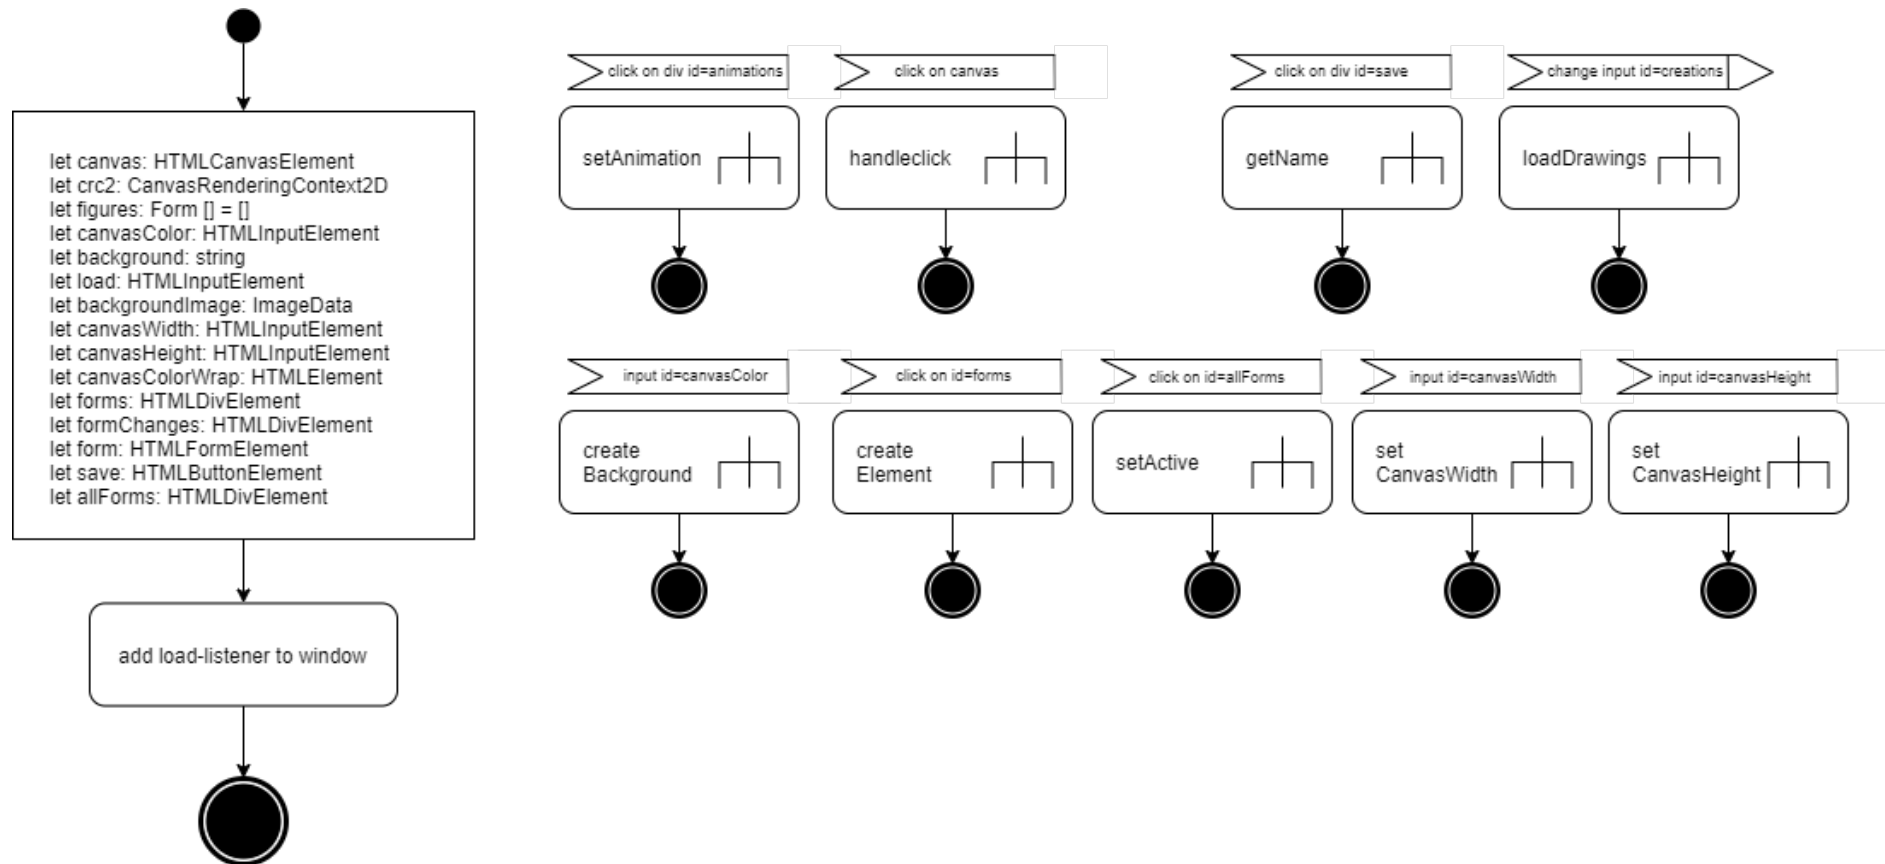 let canvas: HTMLCanvasElement
let crc2: CanvasRenderingContext2D
let figures: Form [] = []
let canvasColor: HTMLInputElement
let background: string
let load: HTMLInputElement
let backgroundImage: ImageData
let canvasWidth: HTMLInputElement
let canvasHeight: HTMLInputElement
let canvasColorWrap: HTMLElement
let forms: HTMLDivElement
let formChanges: HTMLDivElement
let form: HTMLFormElement
let save: HTMLButtonElement
let allForms: HTMLDivElement
add load-listener to window
click on div id=animations
setAnimation
click on canvas
handleclick
click on div id=save
getName
change input id=creations
loadDrawings
input id=canvasColor
create
Background
click on id=forms
create
Element
click on id=allForms
setActive
input id=canvasWidth
set
CanvasWidth
input id=canvasHeight
set
CanvasHeight